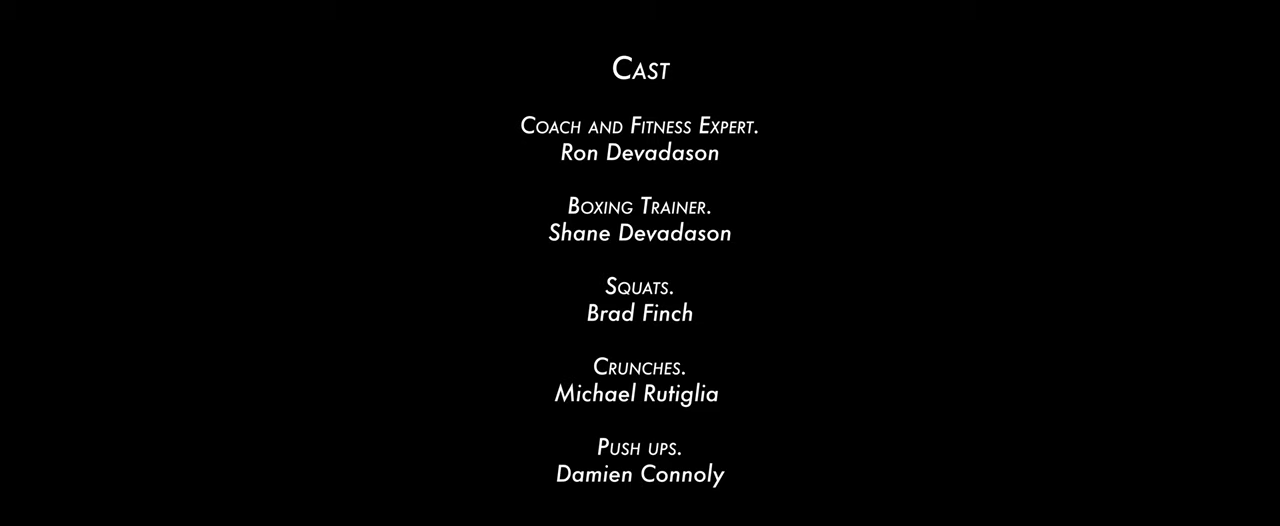 Cast
Coach and Fitness Expert.
Ron Devadason
Boxing Trainer.
Shane Devadason
Squats.
Brad Finch
Crunches.
Michael Rutiglia
Push ups.
Damien Connoly